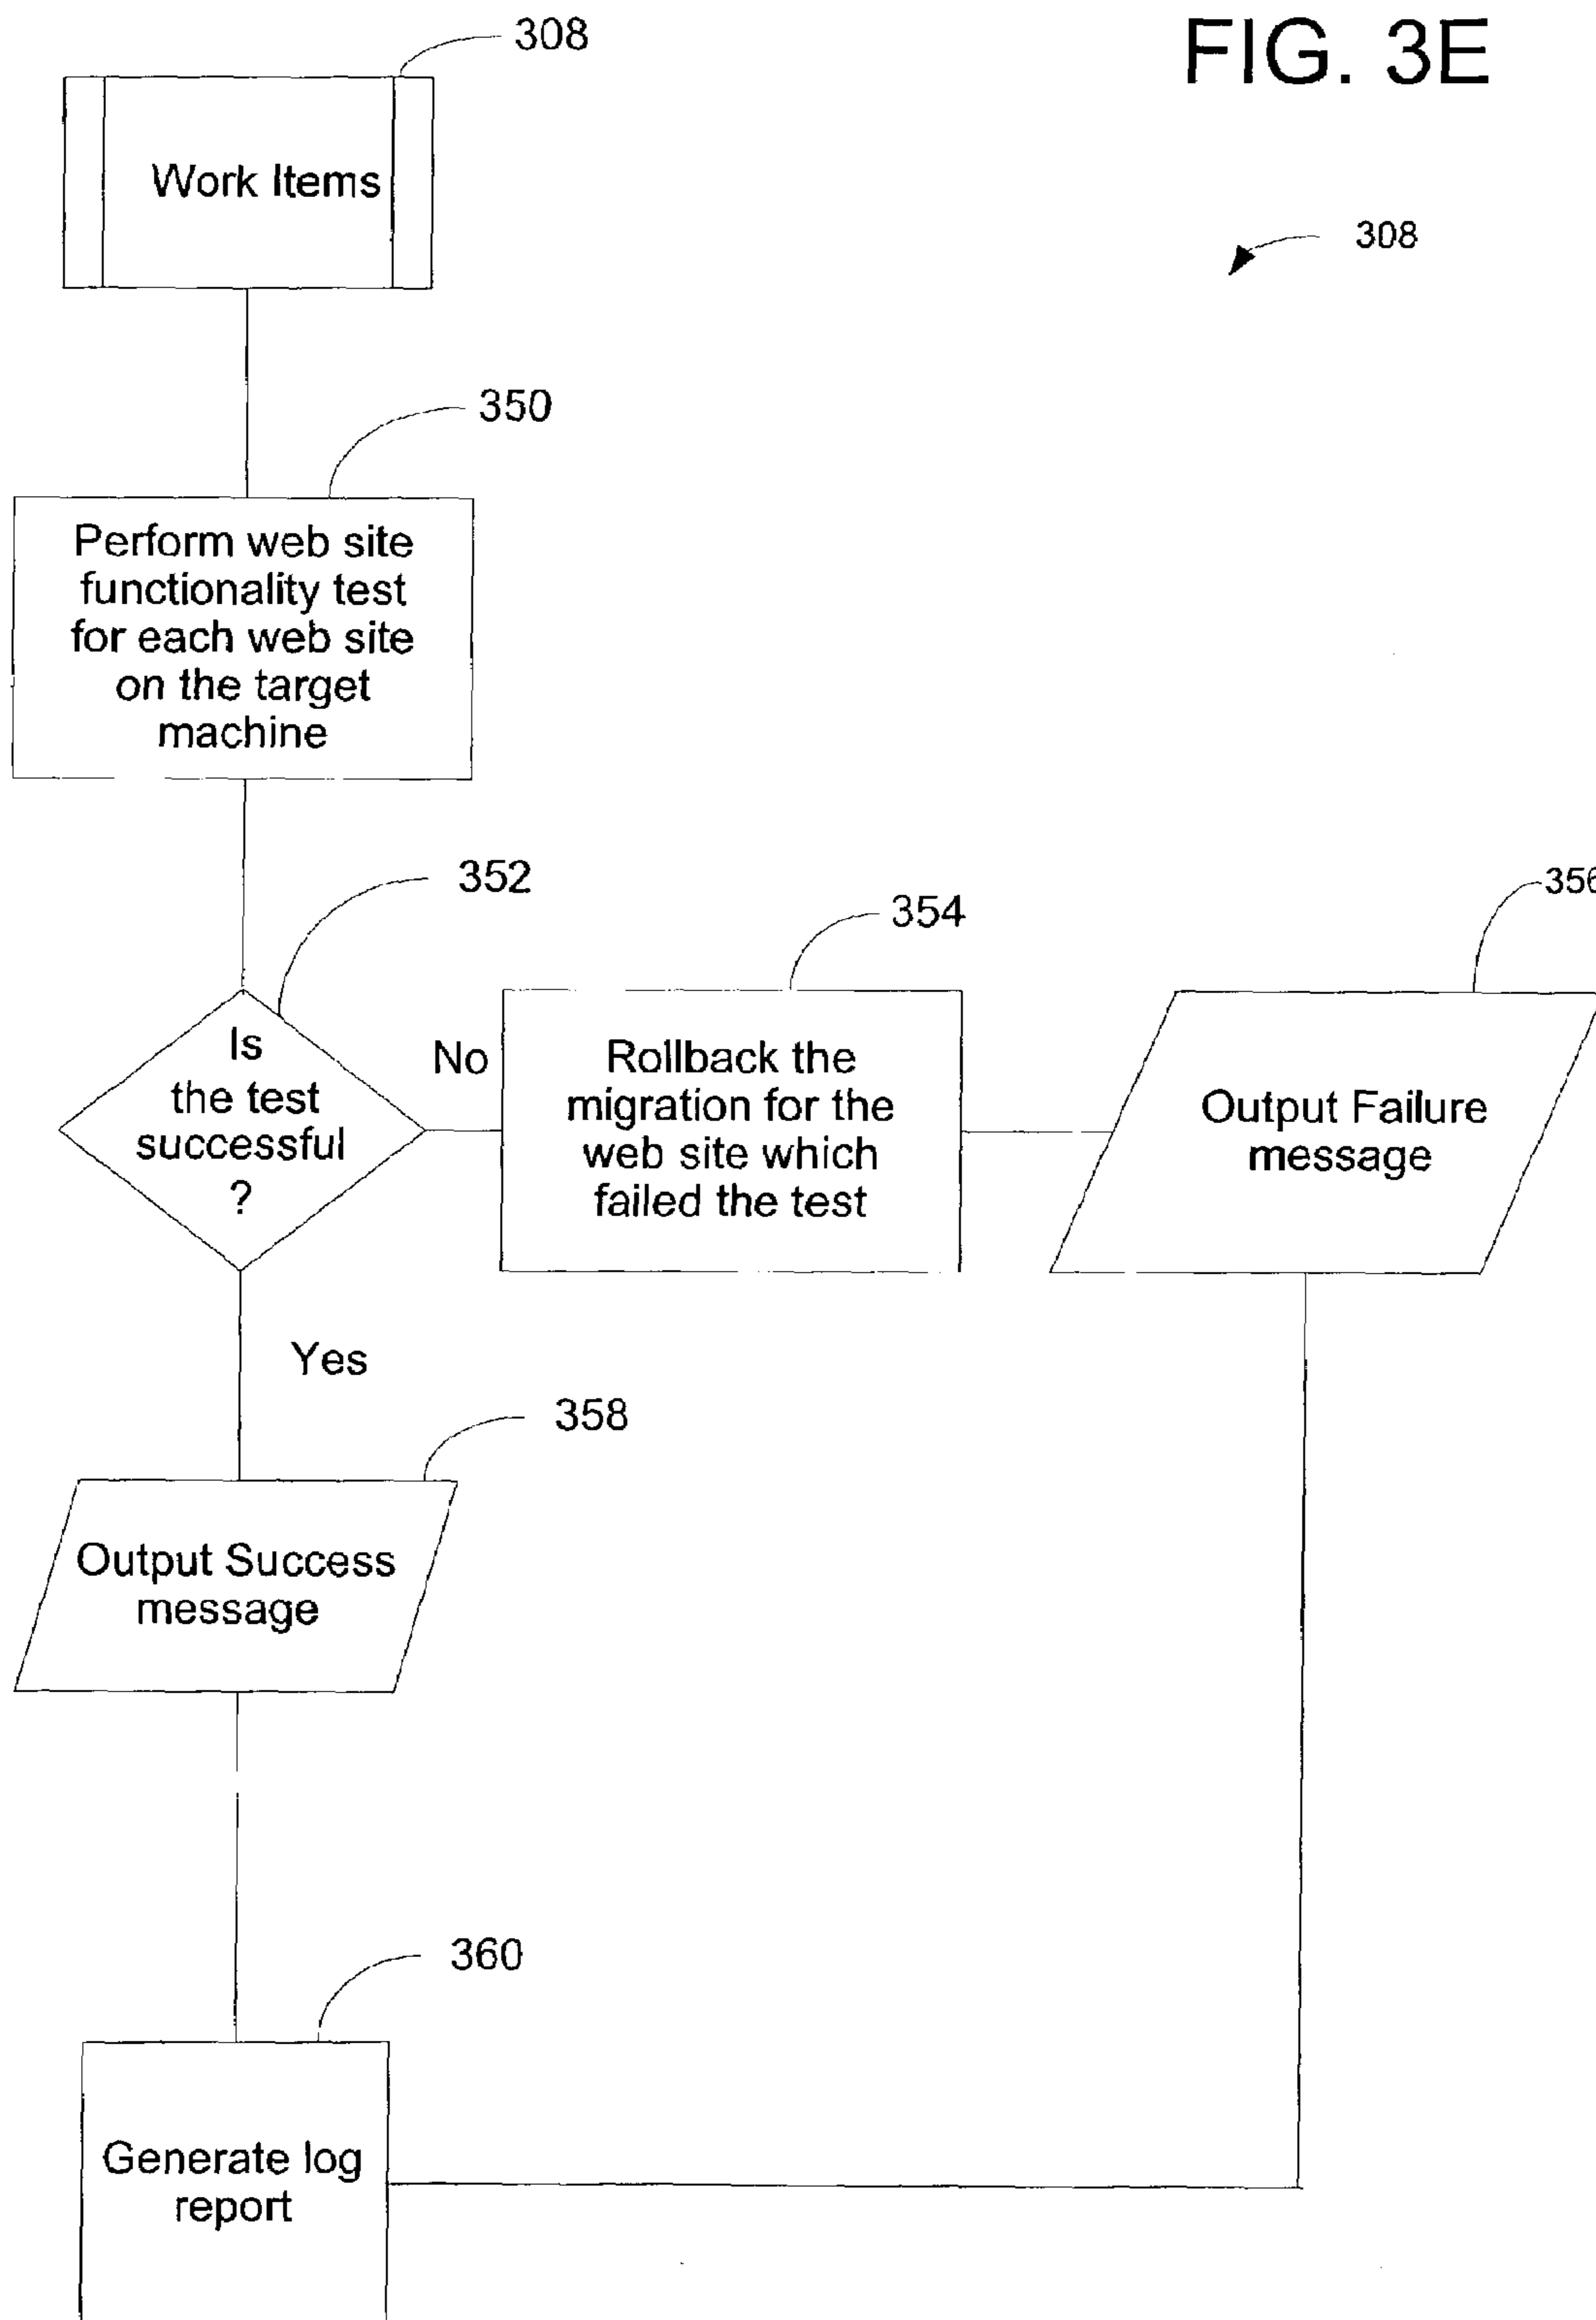 FIG. 3E
308
Work Items
308
350
Perform web site
functionality test
for each web site
on the target
machine
352
354
356
Is
the test
successful
?
No
Rollback the
migration for the
web site which
failed the test
Output Failure
message
Yes
358
Output Success
message
360
Generate log
report